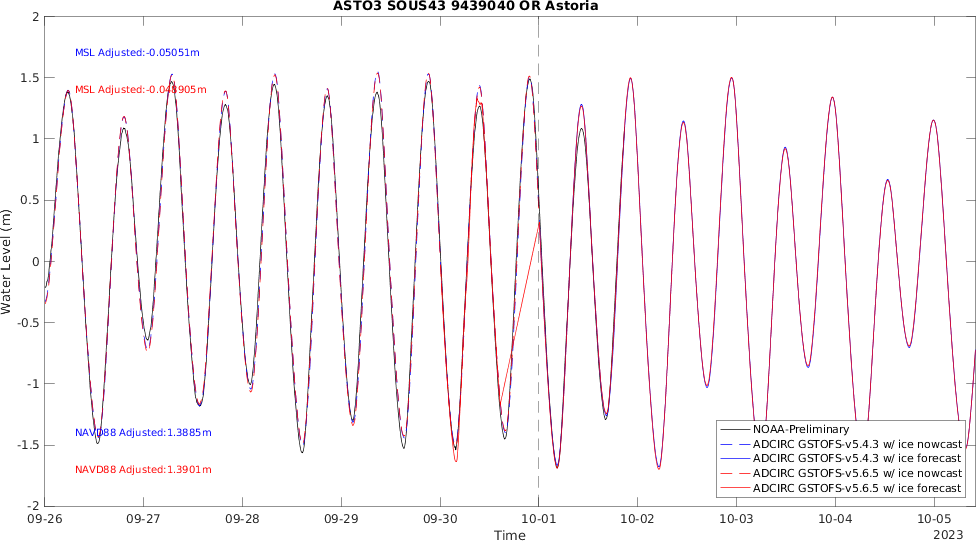 ASTO3 SOUS43 9439040 OR Astoria
2
1.5
1
0.5
0
-0.5
-1
-1.5
-2
Water Level (m)
MSL Adjusted:-0.05051m
MSL Adjusted:-0.048905m
NAVD88 Adjusted:1.3885m
NAVD88 Adjusted:1.3901m
NOAA-Preliminary
ADCIRC GSTOFS-v5.4.3 w/ ice nowcast
ADCIRC GSTOFS-v5.4.3 w/ ice forecast
ADCIRC GSTOFS-v5.6.5 w/ ice nowcast
ADCIRC GSTOFS-v5.6.5 w/ ice forecast
09-26 09-27 09-28 09-29 09-30 10-01 10-02 10-03 10-04 10-05
Time
2023